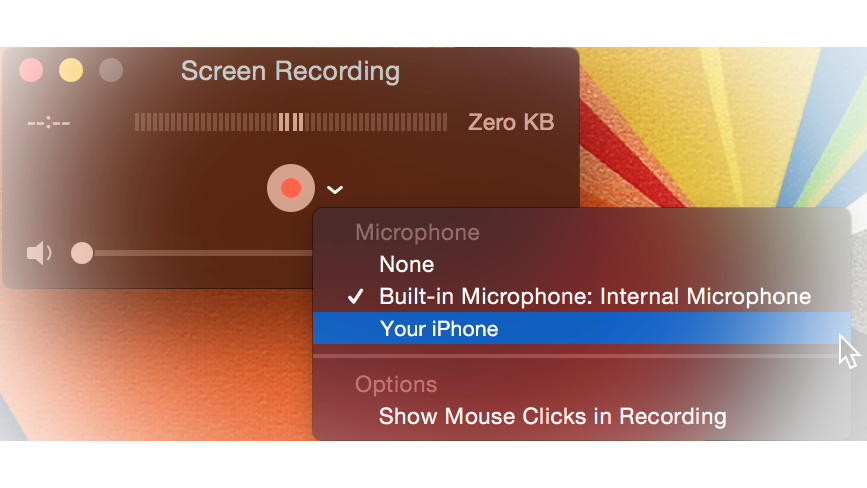 Screen Recording
--:-- Zero KB
Microphone
None
✓ Built-in Microphone: Internal Microphone
Your iPhone
Options
Show Mouse Clicks in Recording